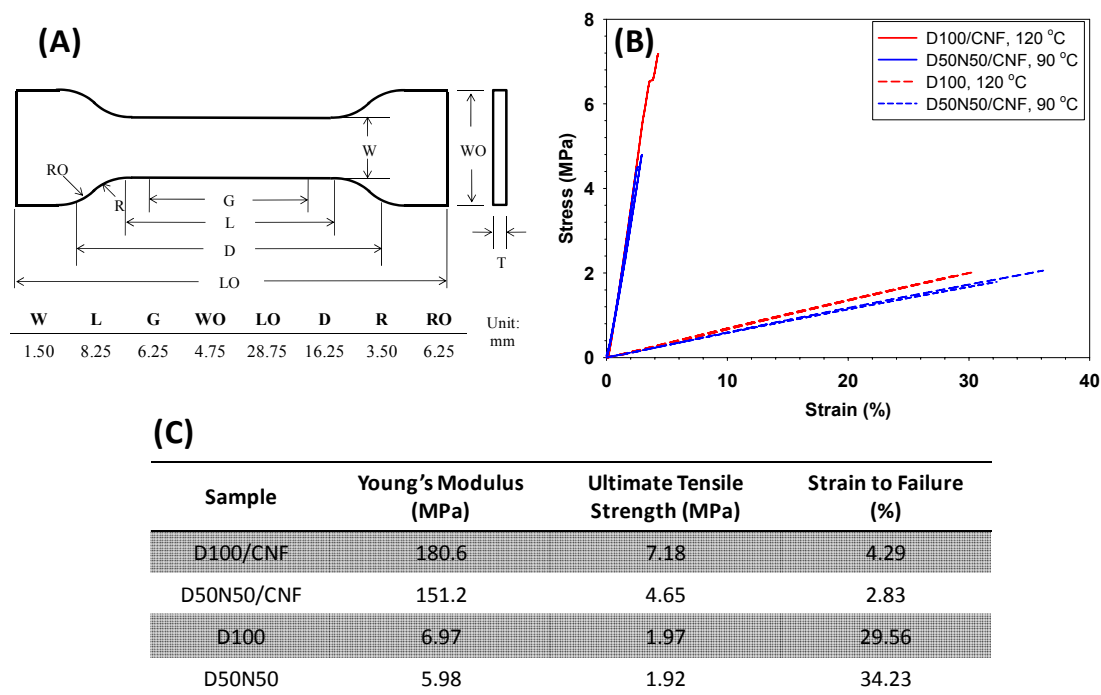 (A)
W
WO
RO
R
G
L
D
T
LO
W L G WO LO D R RO Unit:
mm
1.50 8.25 6.25 4.75 28.75 16.25 3.50 6.25
(B)
8
6
4
2
0
Stress (MPa)
D100/CNF, 120 °C
D50N50/CNF, 90 °C
D100, 120 °C
D50N50/CNF, 90 °C
0 10 20 30 40
Strain (%)
(C)
Sample Young's Modulus (MPa) Ultimate Tensile Strength (MPa) Strain to Failure (%)
D100/CNF 180.6 7.18 4.29
D50N50/CNF 151.2 4.65 2.83
D100 6.97 1.97 29.56
D50N50 5.98 1.92 34.23